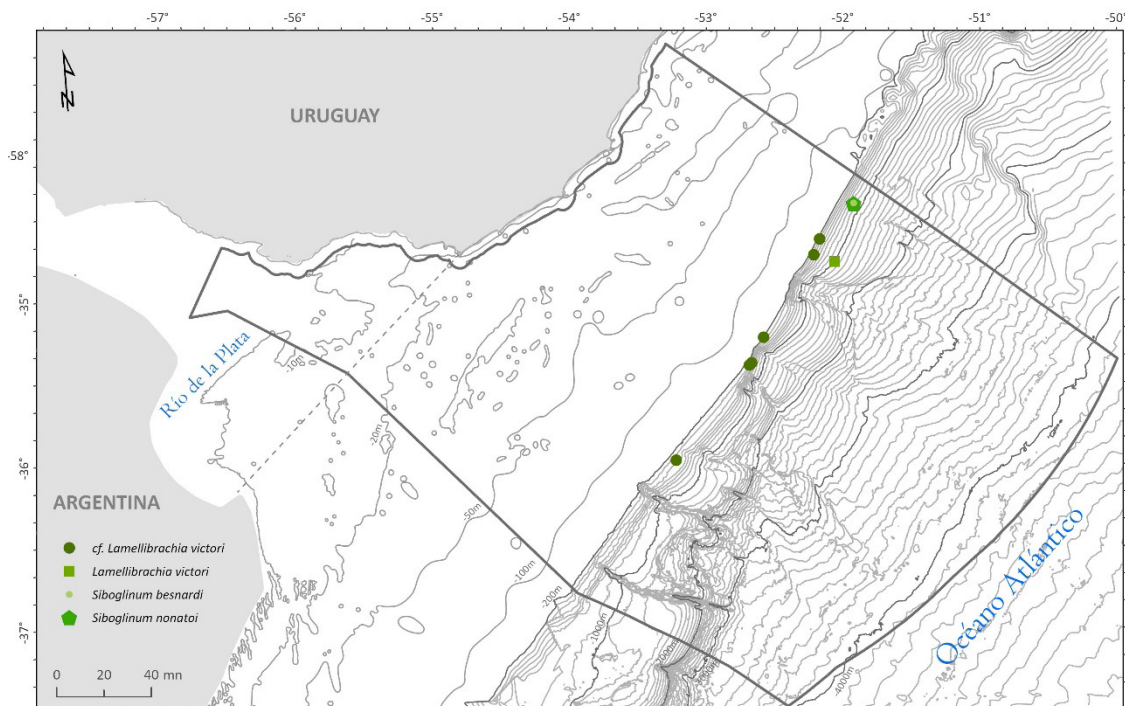 -57°
-56°
-55°
-54°
-53°
-52°
-51°
-50°
N
URUGUAY
-58°
-35°
Río de la Plata
-10m
-20m
-36°
ARGENTINA
-50m
-100m
-200m
-1000m
4000m
Océano Atlántico
cf. Lamellibrachia victori
Lamellibrachia victori
Siboglinum besnardi
Siboglinum nonatoi
-37°
0 20 40 mn